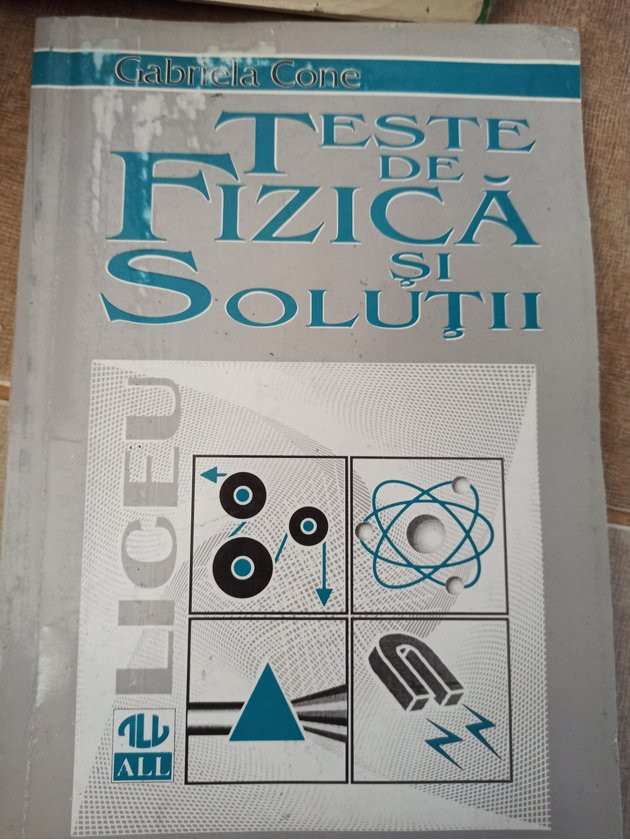 Gabriela Cone
TESTE
DE
FIZICĂ
ŞI
SOLUŢII
LICEU
ALL